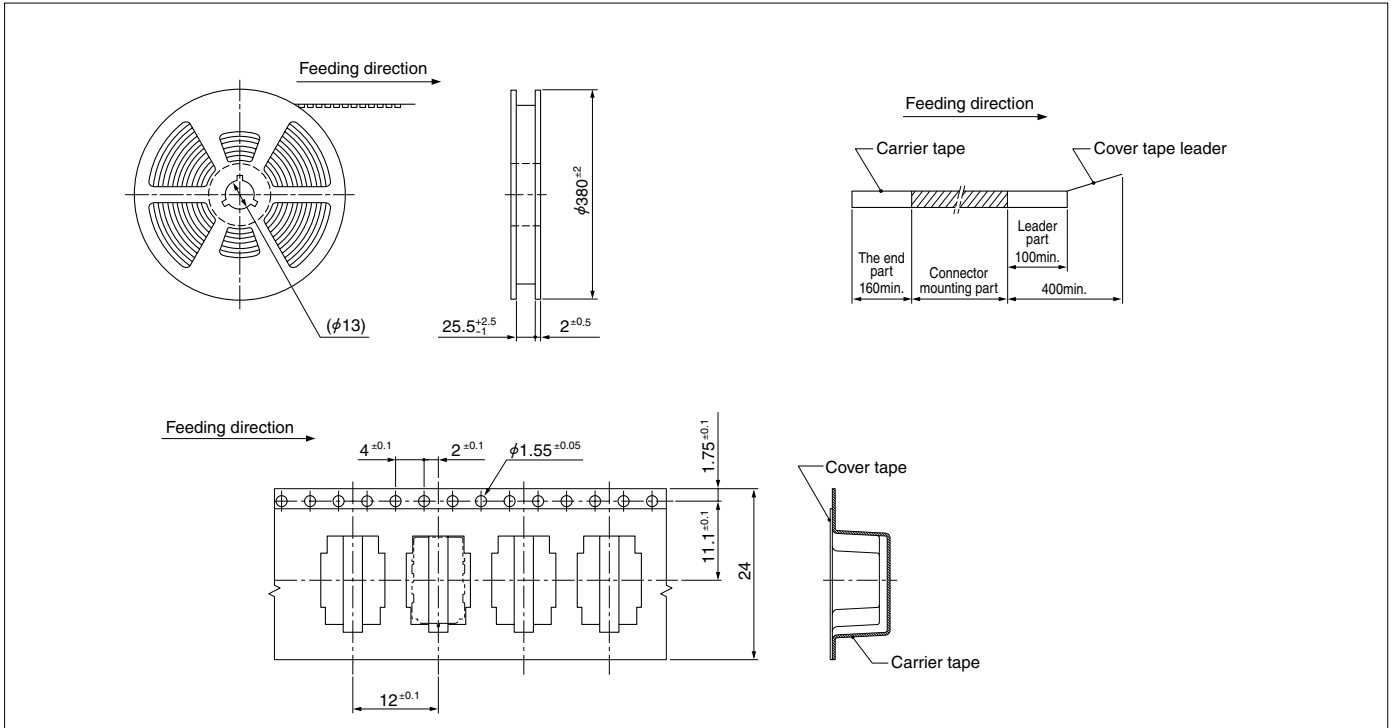 Feeding direction
(ϕ13)
ϕ380±2
25.5+2.5 -1
2±0.5
Feeding direction
Carrier tape
Cover tape leader
Leader
part
100min.
The end
part
160min.
Connector
mounting part
400min.
Feeding direction
4±0.1
2±0.1
ϕ1.55±0.05
1.75±0.1
11.1±0.1
24
12±0.1
Cover tape
Carrier tape